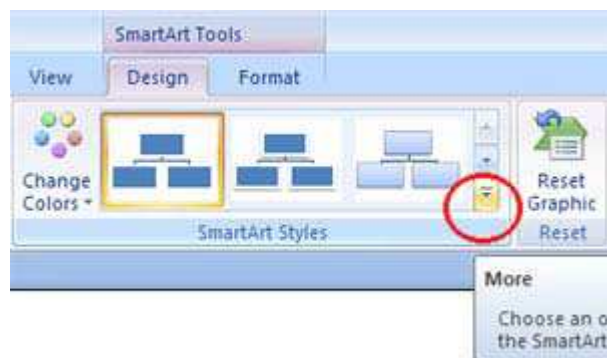 SmartArt Tools
View Design Format
Change
Colors
Reset
Graphic
SmartArt Styles
Reset
More
Choose an o
the SmartArt